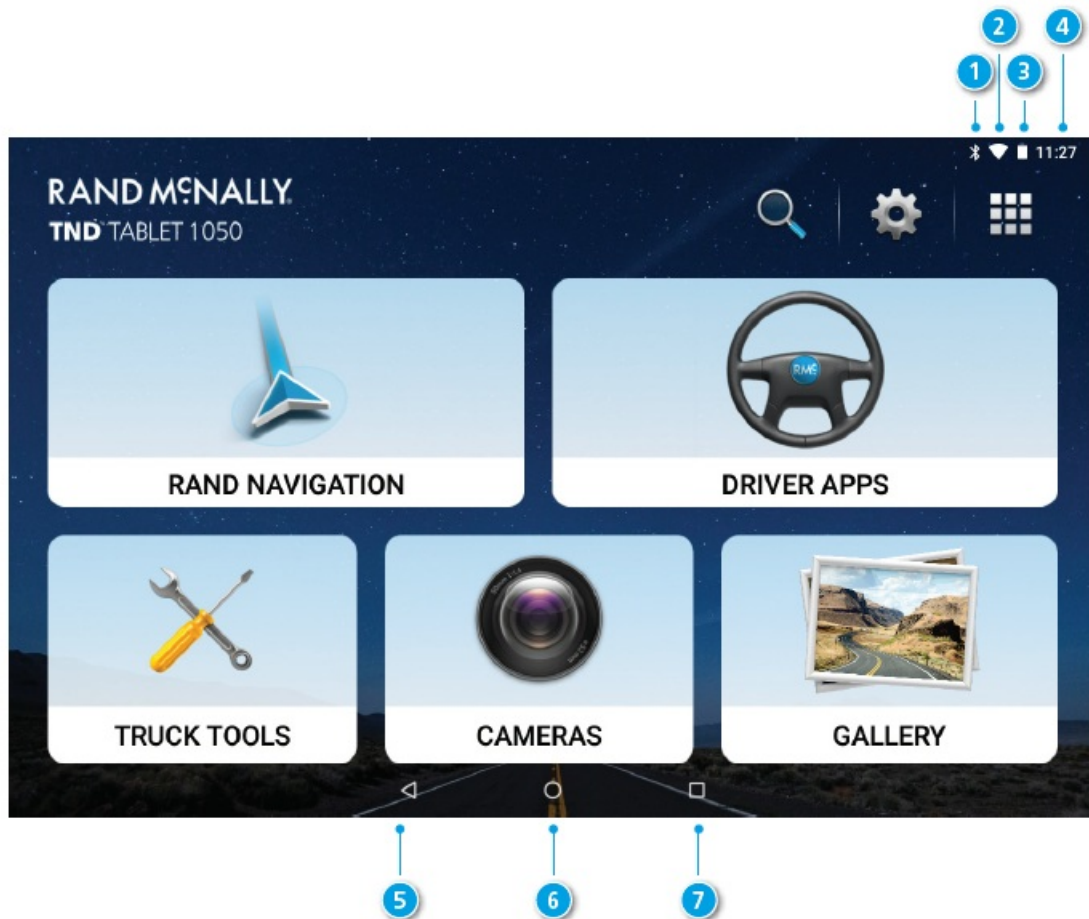 2 4
1 3
11:27
RAND MCNALLY
TND TABLET 1050
RMC
RAND NAVIGATION
DRIVER APPS
TRUCK TOOLS
CAMERAS
GALLERY
5 6 7